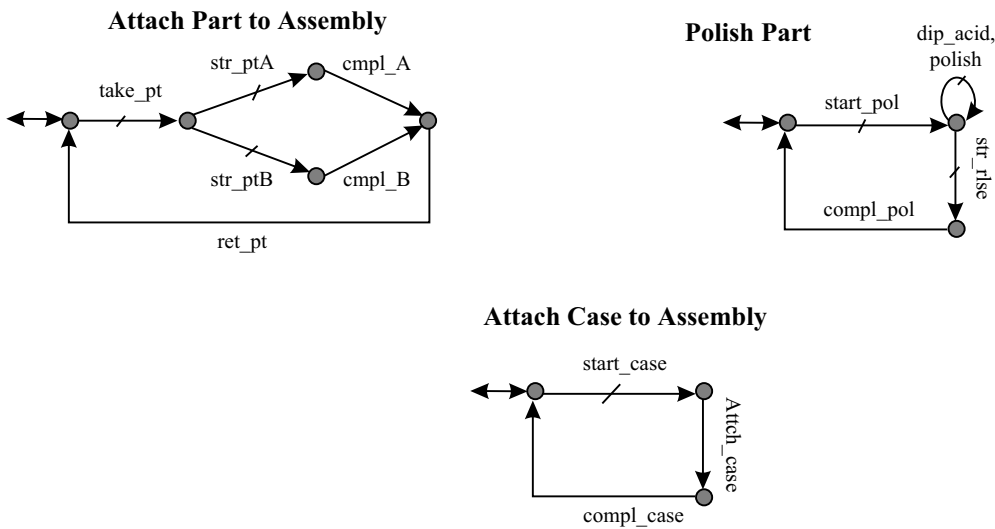 Attach Part to Assembly
take_pt
str_ptA
cmpl_A
str_ptB
cmpl_B
ret_pt
Polish Part
dip_acid,
polish
start_pol
str_rlse
compl_pol
Attach Case to Assembly
start_case
Attch_case
compl_case